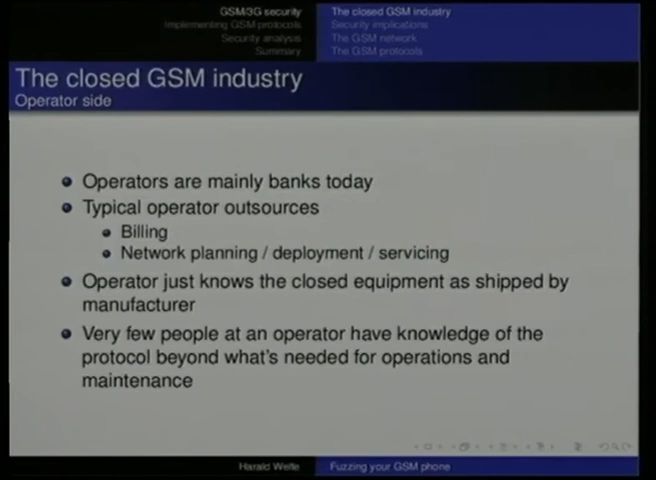 GSM/3G security
Implementing GSM protocols
Security analysis
Summary
The closed GSM industry
Security implications
The GSM network
The GSM protocols
The closed GSM industry
Operator side
Operators are mainly banks today
Typical operator outsources
Billing
Network planning / deployment / servicing
Operator just knows the closed equipment as shipped by
manufacturer
Very few people at an operator have knowledge of the
protocol beyond what's needed for operations and
maintenance
Harald Welte
Fuzzing your GSM phone